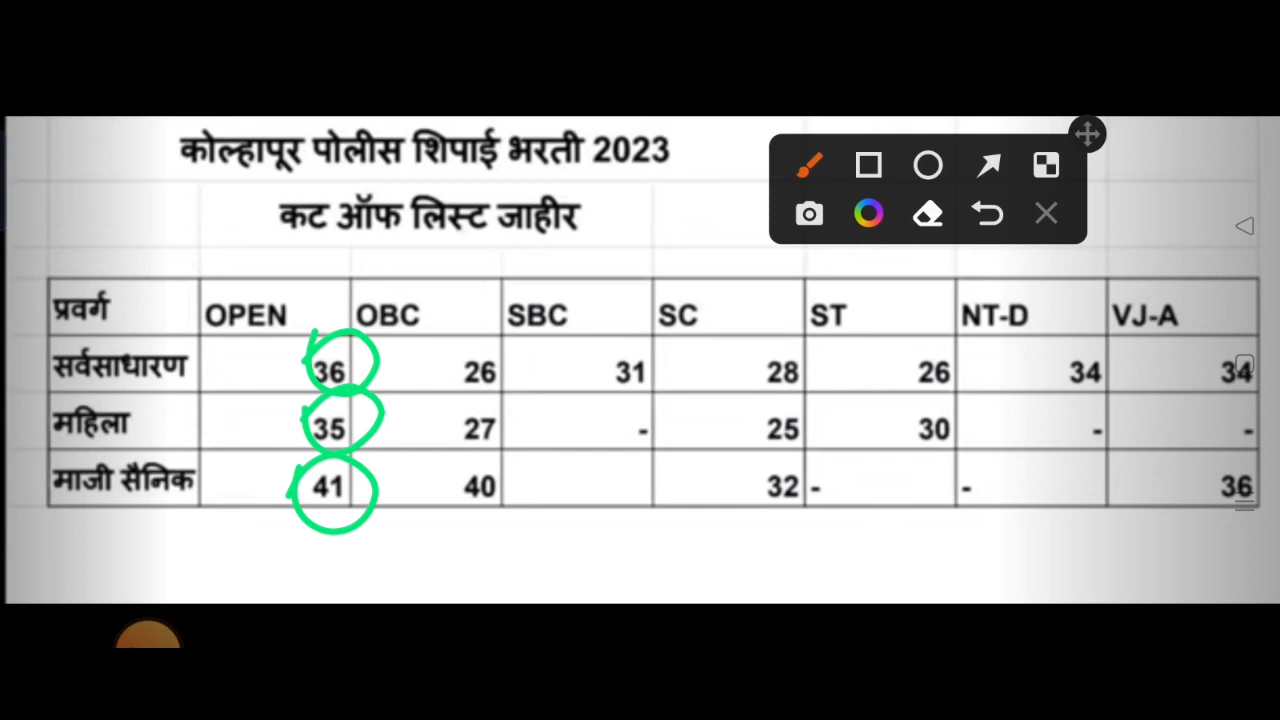 कोल्हापूर पोलीस शिपाई भरती 2023
कट ऑफ लिस्ट जाहीर
प्रवर्ग OPEN OBC SBC SC ST NT-D VJ-A
सर्वसाधारण 36 26 31 28 26 34 34
महिला 35 27 - 25 30 - -
माजी सैनिक 41 40 32 - - 36